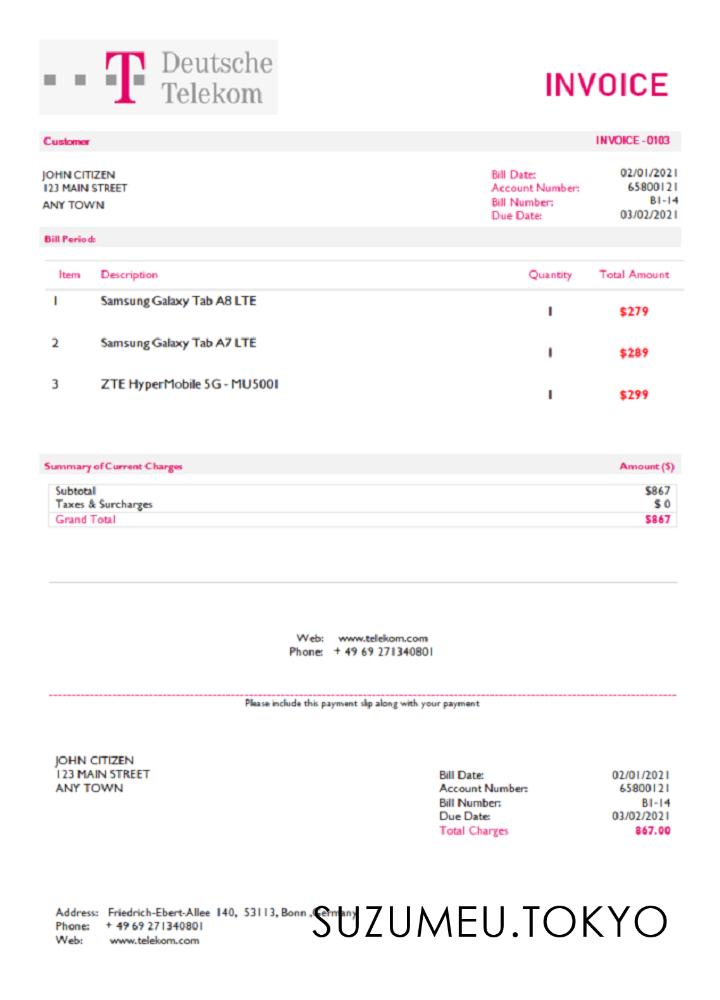 Deutsche
Telekom
INVOICE
Customer INVOICE -0103
JOHN CITIZEN
123 MAIN STREET
ANY TOWN
Bill Date: 02/01/2021
Account Number: 65800121
Bill Number: B1-14
Due Date: 03/02/2021
Bill Period:
Item Description Quantity Total Amount
1 Samsung Galaxy Tab A8 LTE 1 $279
2 Samsung Galaxy Tab A7 LTE 1 $289
3 ZTE HyperMobile 5G - MU5001 1 $299
Summary of Current Charges Amount ($)
Subtotal $867
Taxes & Surcharges $ 0
Grand Total $867
Web: www.telekom.com
Phone: + 49 69 271340801
Please include this payment slip along with your payment
JOHN CITIZEN
123 MAIN STREET
ANY TOWN
Bill Date: 02/01/2021
Account Number: 65800121
Bill Number: B1-14
Due Date: 03/02/2021
Total Charges 867.00
Address: Friedrich-Ebert-Allee 140, 53113, Bonn ,Germany
Phone: + 49 69 271340801
Web: www.telekom.com
SUZUMEU.TOKYO